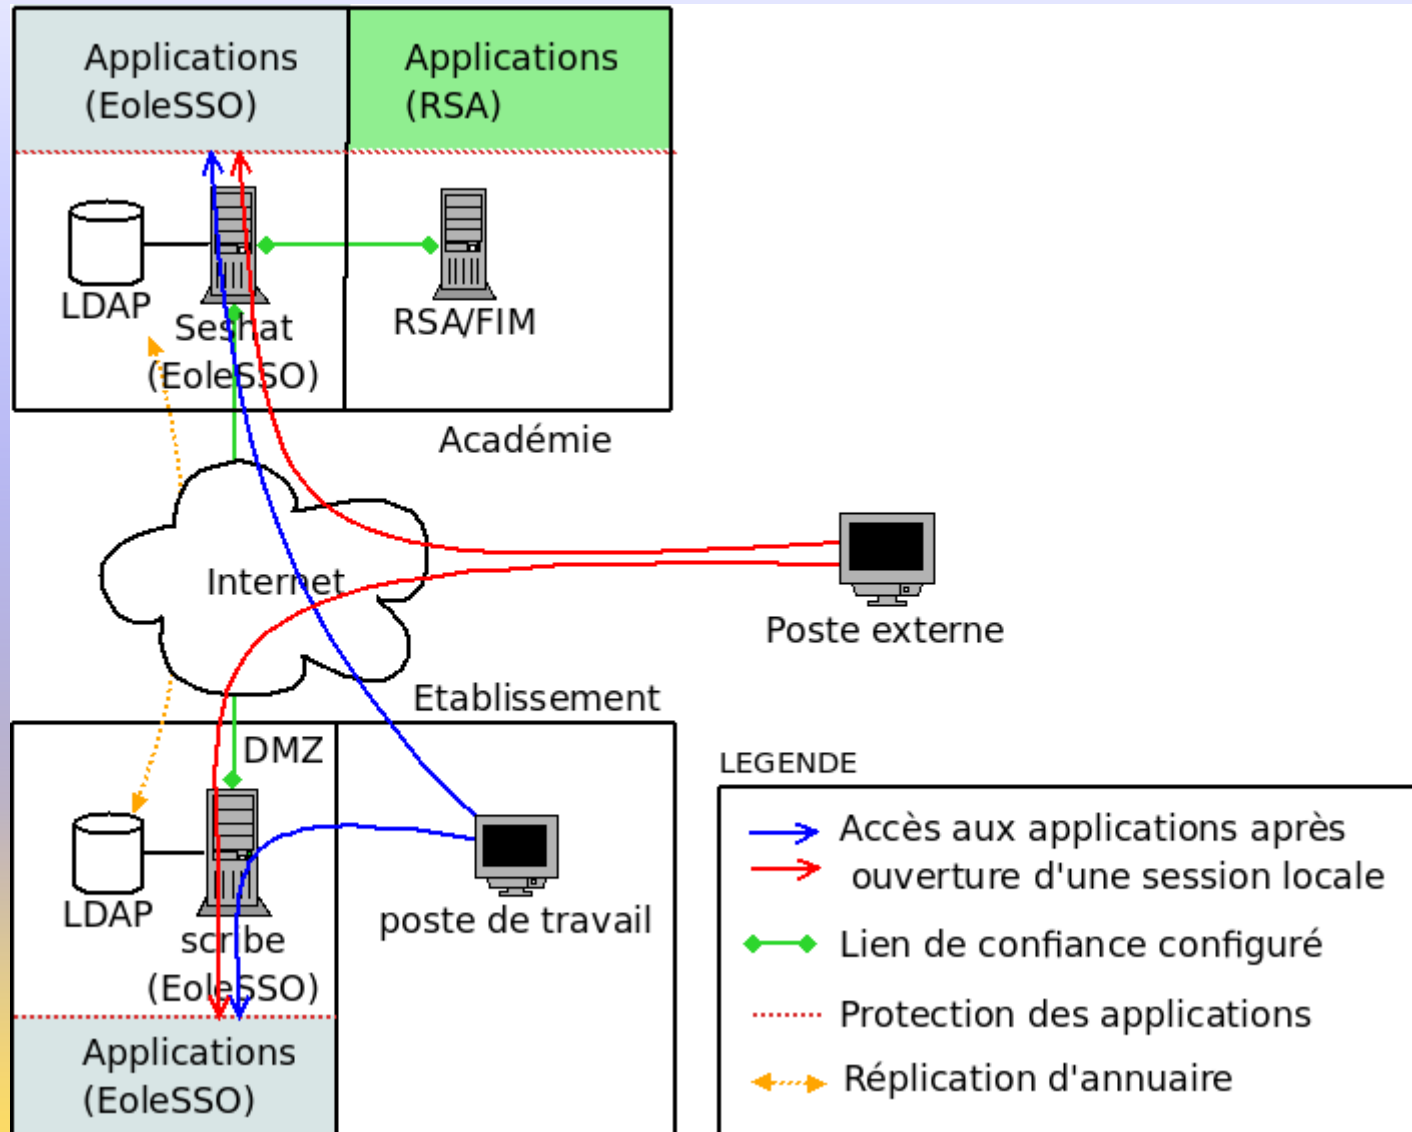 Applications
(EoleSSO)
Applications
(RSA)
LDAP
Seshat
(EoleSSO)
RSA/FIM
Académie
Internet
Poste externe
Etablissement
DMZ
LDAP
scribe
(EoleSSO)
poste de travail
Applications
(EoleSSO)
LEGENDE
Accès aux applications après
ouverture d'une session locale
Lien de confiance configuré
Protection des applications
Réplication d'annuaire